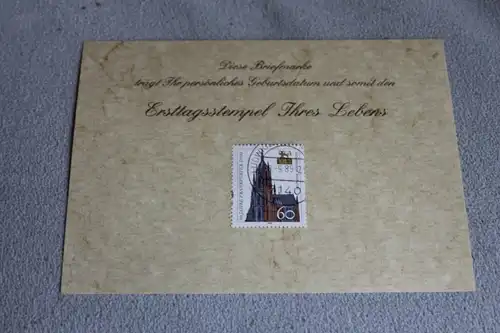 Diese Briefmarke
trägt Ihr persönliches Geburtsdatum und somit den
Ersttagsstempel Ihres Lebens
60